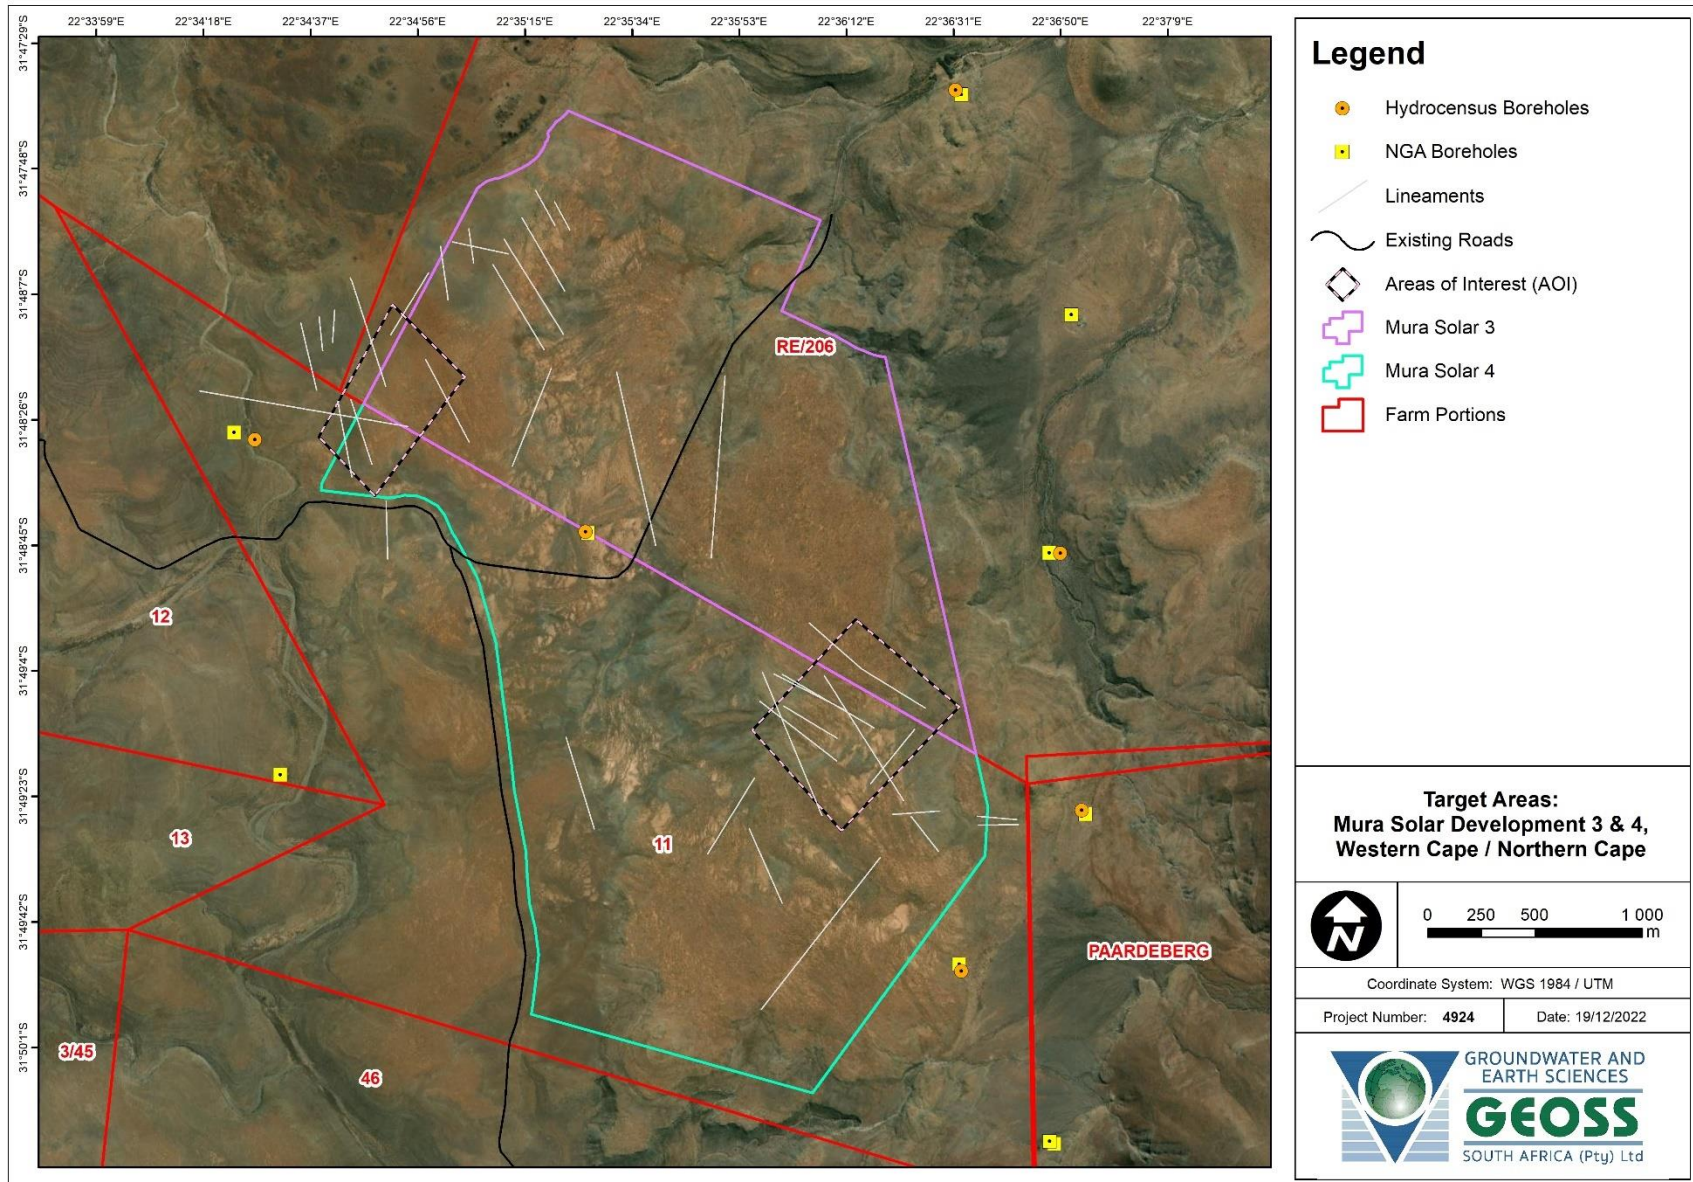 22°33'59"E 22°34'18"E 22°34'37"E 22°34'56"E 22°35'15"E 22°35'34"E 22°35'53"E 22°36'12"E 22°36'31"E 22°36'50"E 22°37'9"E
31°47'29"S
31°47'48"S
31°48'7"S
31°48'26"S
31°48'45"S
31°49'4"S
31°49'23"S
31°49'42"S
31°50'1"S
RE/206
12
13
11
PAARDEBERG
3/45
46
Legend
Hydrocensus Boreholes
NGA Boreholes
Lineaments
Existing Roads
Areas of Interest (AOI)
Mura Solar 3
Mura Solar 4
Farm Portions
Target Areas:
Mura Solar Development 3 & 4,
Western Cape / Northern Cape
N
0 250 500 1 000
m
Coordinate System: WGS 1984 / UTM
Project Number: 4924 Date: 19/12/2022
GROUNDWATER AND
EARTH SCIENCES
GEOSS
SOUTH AFRICA (Pty) Ltd